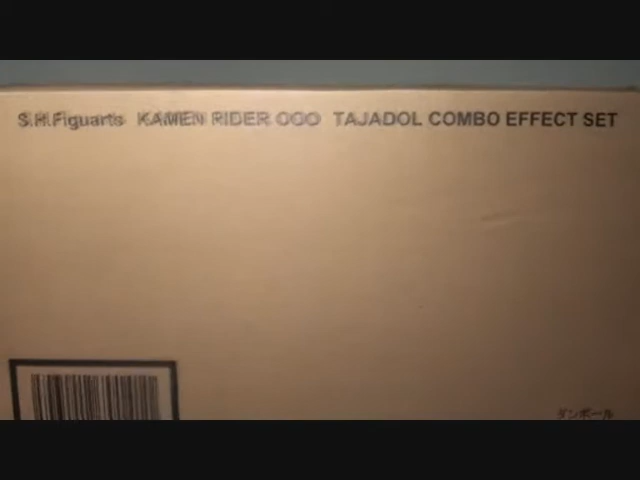 S.H.Figuarts KAMEN RIDER OOO TAJADOL COMBO EFFECT SET
ダンボール